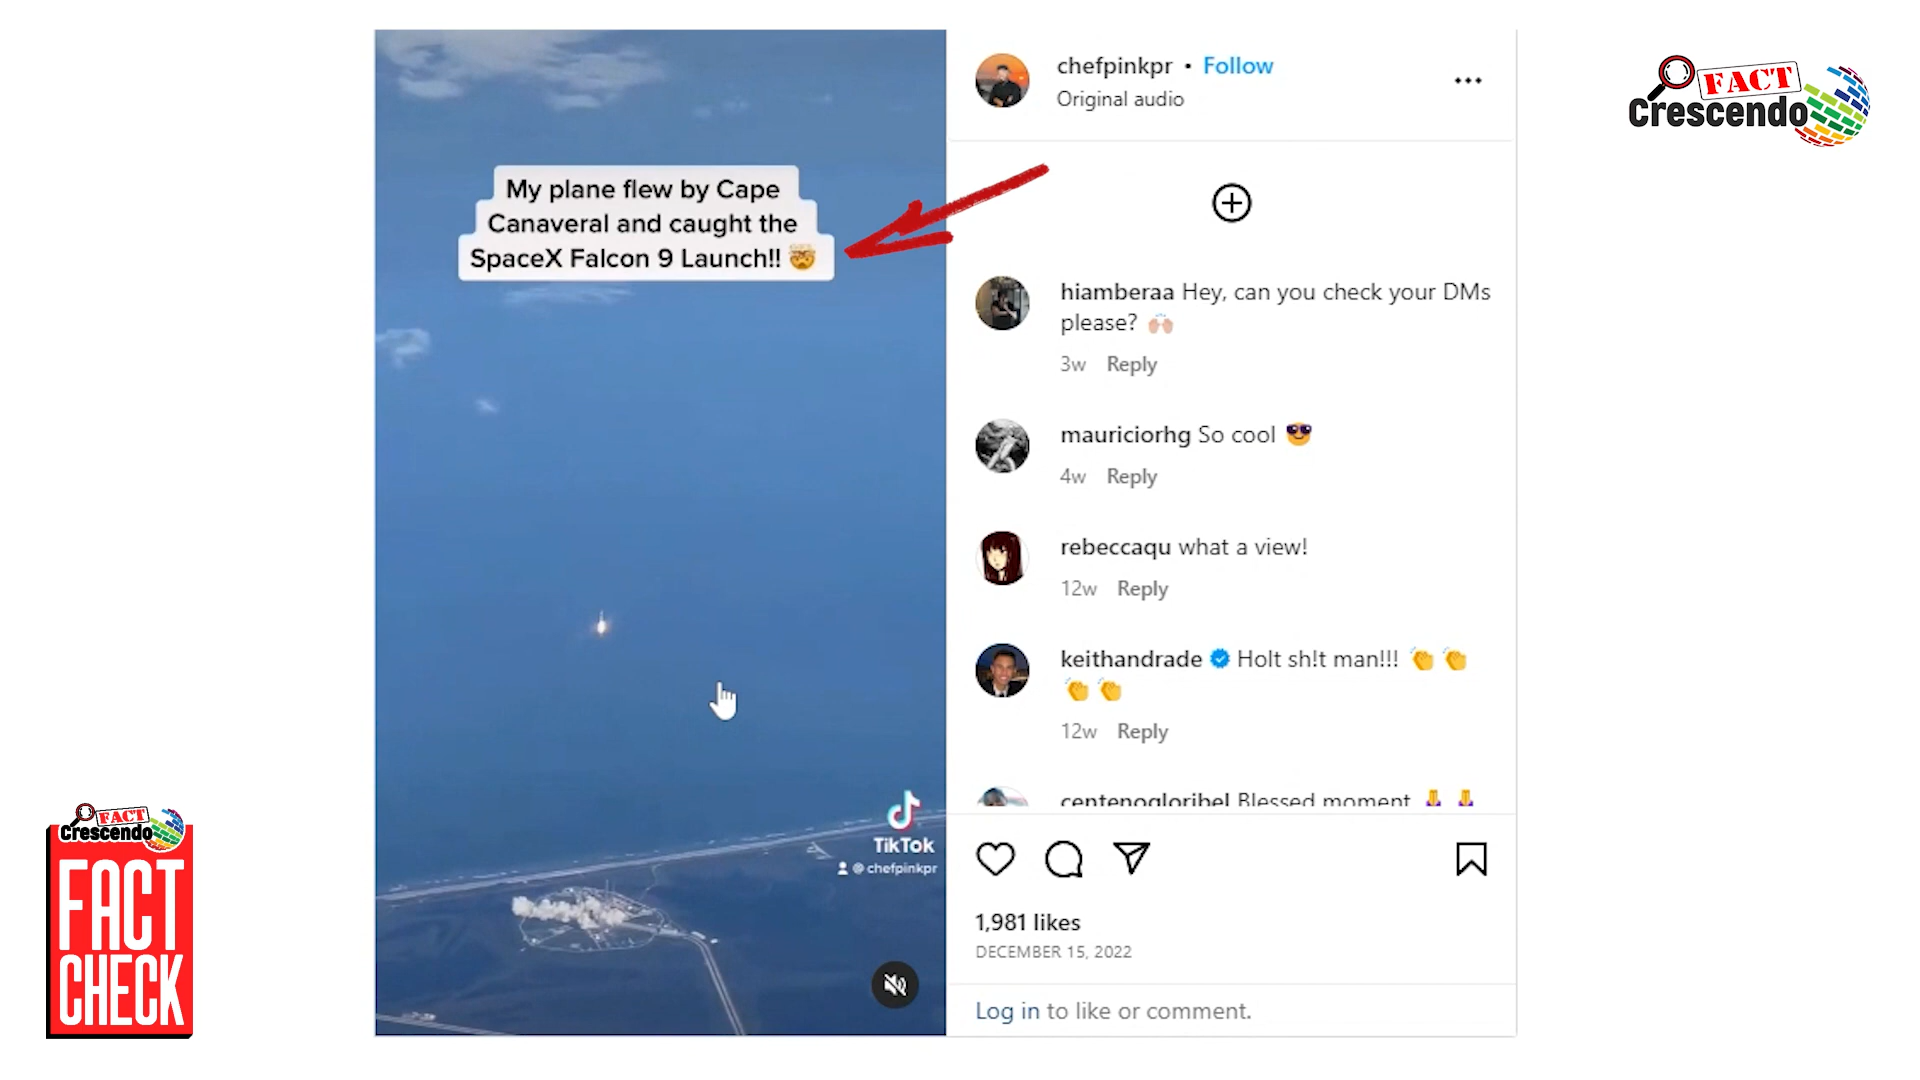 My plane flew by Cape
Canaveral and caught the
SpaceX Falcon 9 Launch!! 🤯
TikTok
@chefpinkpr
chefpinkpr • Follow
Original audio
hiamberaa Hey, can you check your DMs
please? 🙌🏻
3w Reply
mauriciorhg So cool 😎
4w Reply
rebeccaqu what a view!
12w Reply
keithandrade Holt sh!t man!!! 👏 👏
👏 👏
12w Reply
centenogloribel Blessed moment 🙏 🙏
1,981 likes
DECEMBER 15, 2022
Log in to like or comment.
FACT
Crescendo
FACT
Crescendo
FACT
CHECK